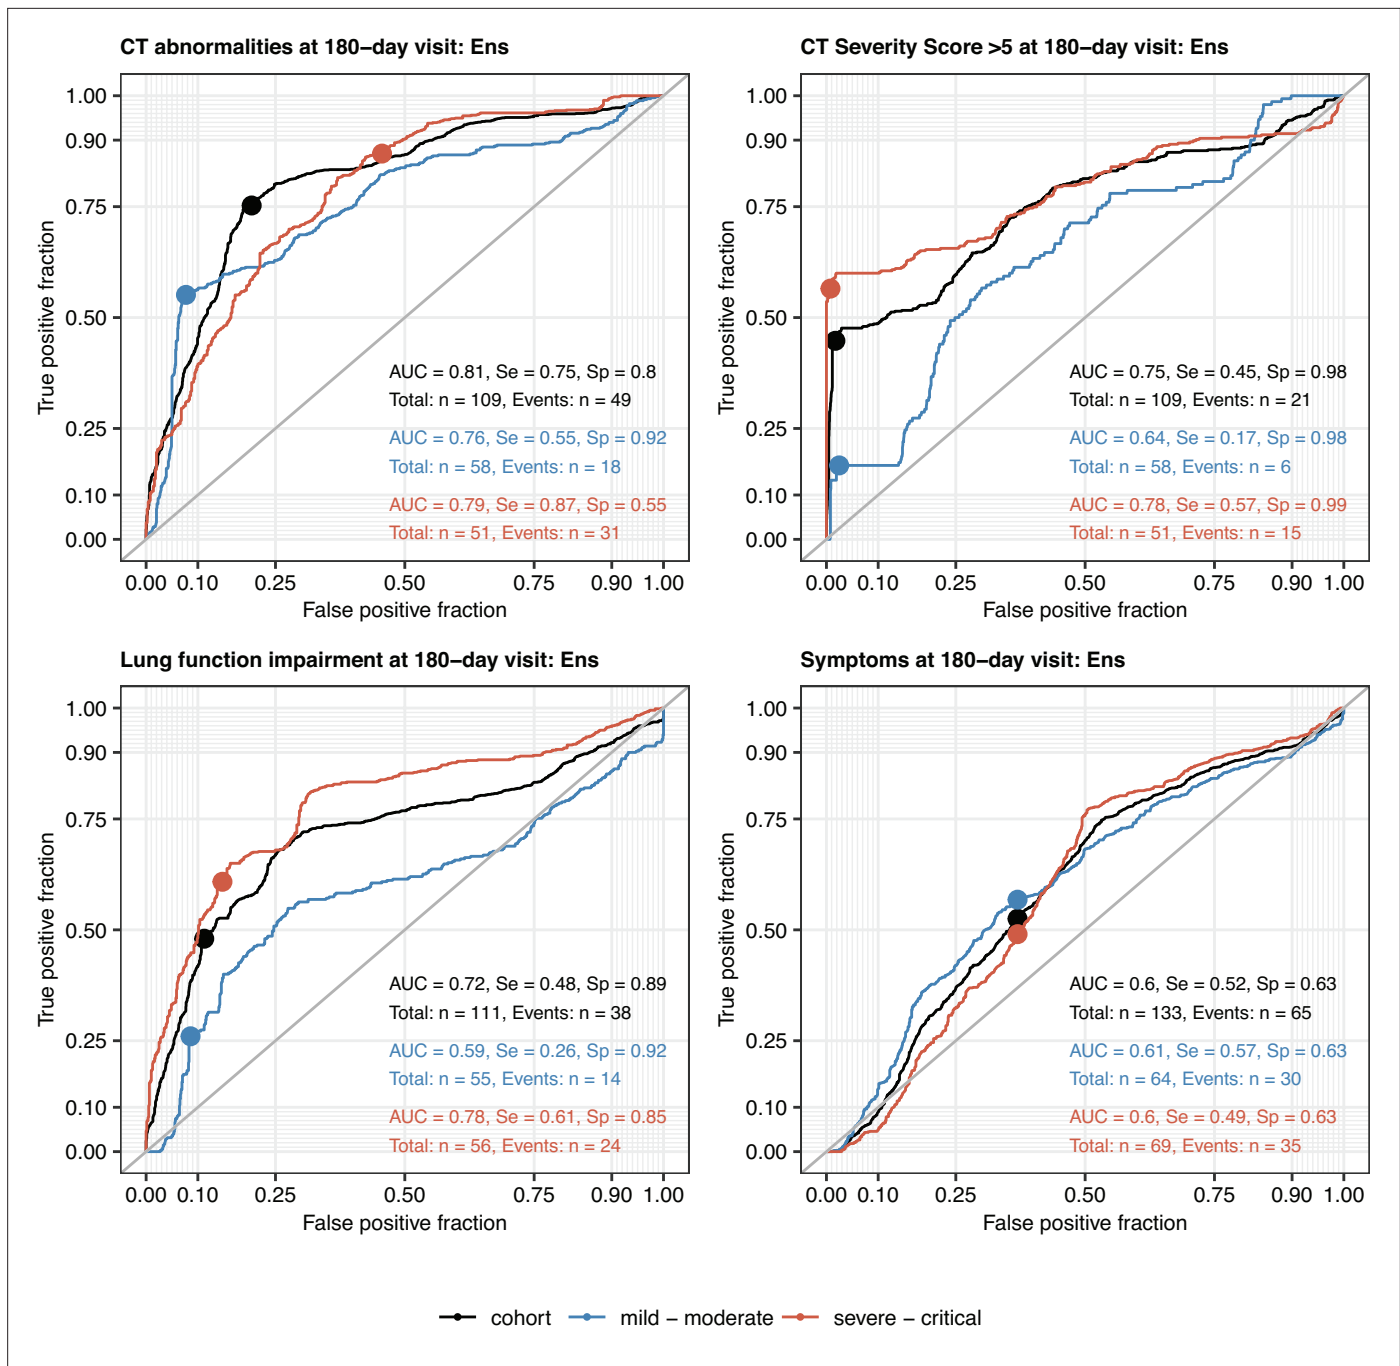 CT abnormalities at 180−day visit: Ens
True positive fraction
1.00
0.90
0.75
0.50
0.25
0.10
0.00
AUC = 0.81, Se = 0.75, Sp = 0.8
Total: n = 109, Events: n = 49
AUC = 0.76, Se = 0.55, Sp = 0.92
Total: n = 58, Events: n = 18
AUC = 0.79, Se = 0.87, Sp = 0.55
Total: n = 51, Events: n = 31
0.00 0.10 0.25 0.50 0.75 0.90 1.00
False positive fraction
CT Severity Score >5 at 180−day visit: Ens
True positive fraction
1.00
0.90
0.75
0.50
0.25
0.10
0.00
AUC = 0.75, Se = 0.45, Sp = 0.98
Total: n = 109, Events: n = 21
AUC = 0.64, Se = 0.17, Sp = 0.98
Total: n = 58, Events: n = 6
AUC = 0.78, Se = 0.57, Sp = 0.99
Total: n = 51, Events: n = 15
0.00 0.10 0.25 0.50 0.75 0.90 1.00
False positive fraction
Lung function impairment at 180−day visit: Ens
True positive fraction
1.00
0.90
0.75
0.50
0.25
0.10
0.00
AUC = 0.72, Se = 0.48, Sp = 0.89
Total: n = 111, Events: n = 38
AUC = 0.59, Se = 0.26, Sp = 0.92
Total: n = 55, Events: n = 14
AUC = 0.78, Se = 0.61, Sp = 0.85
Total: n = 56, Events: n = 24
0.00 0.10 0.25 0.50 0.75 0.90 1.00
False positive fraction
Symptoms at 180−day visit: Ens
True positive fraction
1.00
0.90
0.75
0.50
0.25
0.10
0.00
AUC = 0.6, Se = 0.52, Sp = 0.63
Total: n = 133, Events: n = 65
AUC = 0.61, Se = 0.57, Sp = 0.63
Total: n = 64, Events: n = 30
AUC = 0.6, Se = 0.49, Sp = 0.63
Total: n = 69, Events: n = 35
0.00 0.10 0.25 0.50 0.75 0.90 1.00
False positive fraction
cohort mild − moderate severe − critical